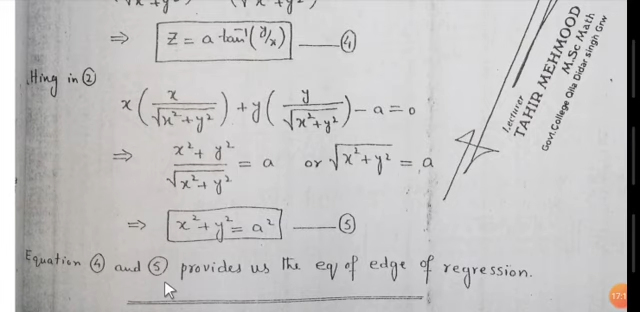 ⇒ Z = a tan⁻¹(y/x) —— ④
tting in ②
x(x/√(x²+y²)) + y(y/√(x²+y²)) - a = 0
⇒ (x²+y²)/√(x²+y²) = a or √(x²+y²) = a
⇒ x²+y² = a² —— ⑤
Equation ④ and ⑤ provides us the eq of edge of regression.
Lecturer
TAHIR MEHMOOD
M.Sc Math
Govt.College Qila Didar singh Grw